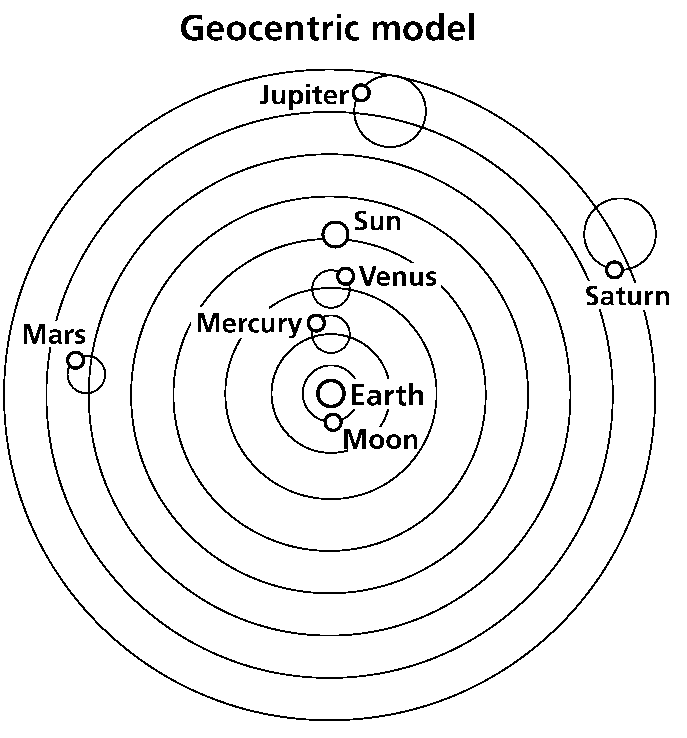 Geocentric model
Jupiter
Sun
Venus
Saturn
Mercury
Mars
Earth
Moon